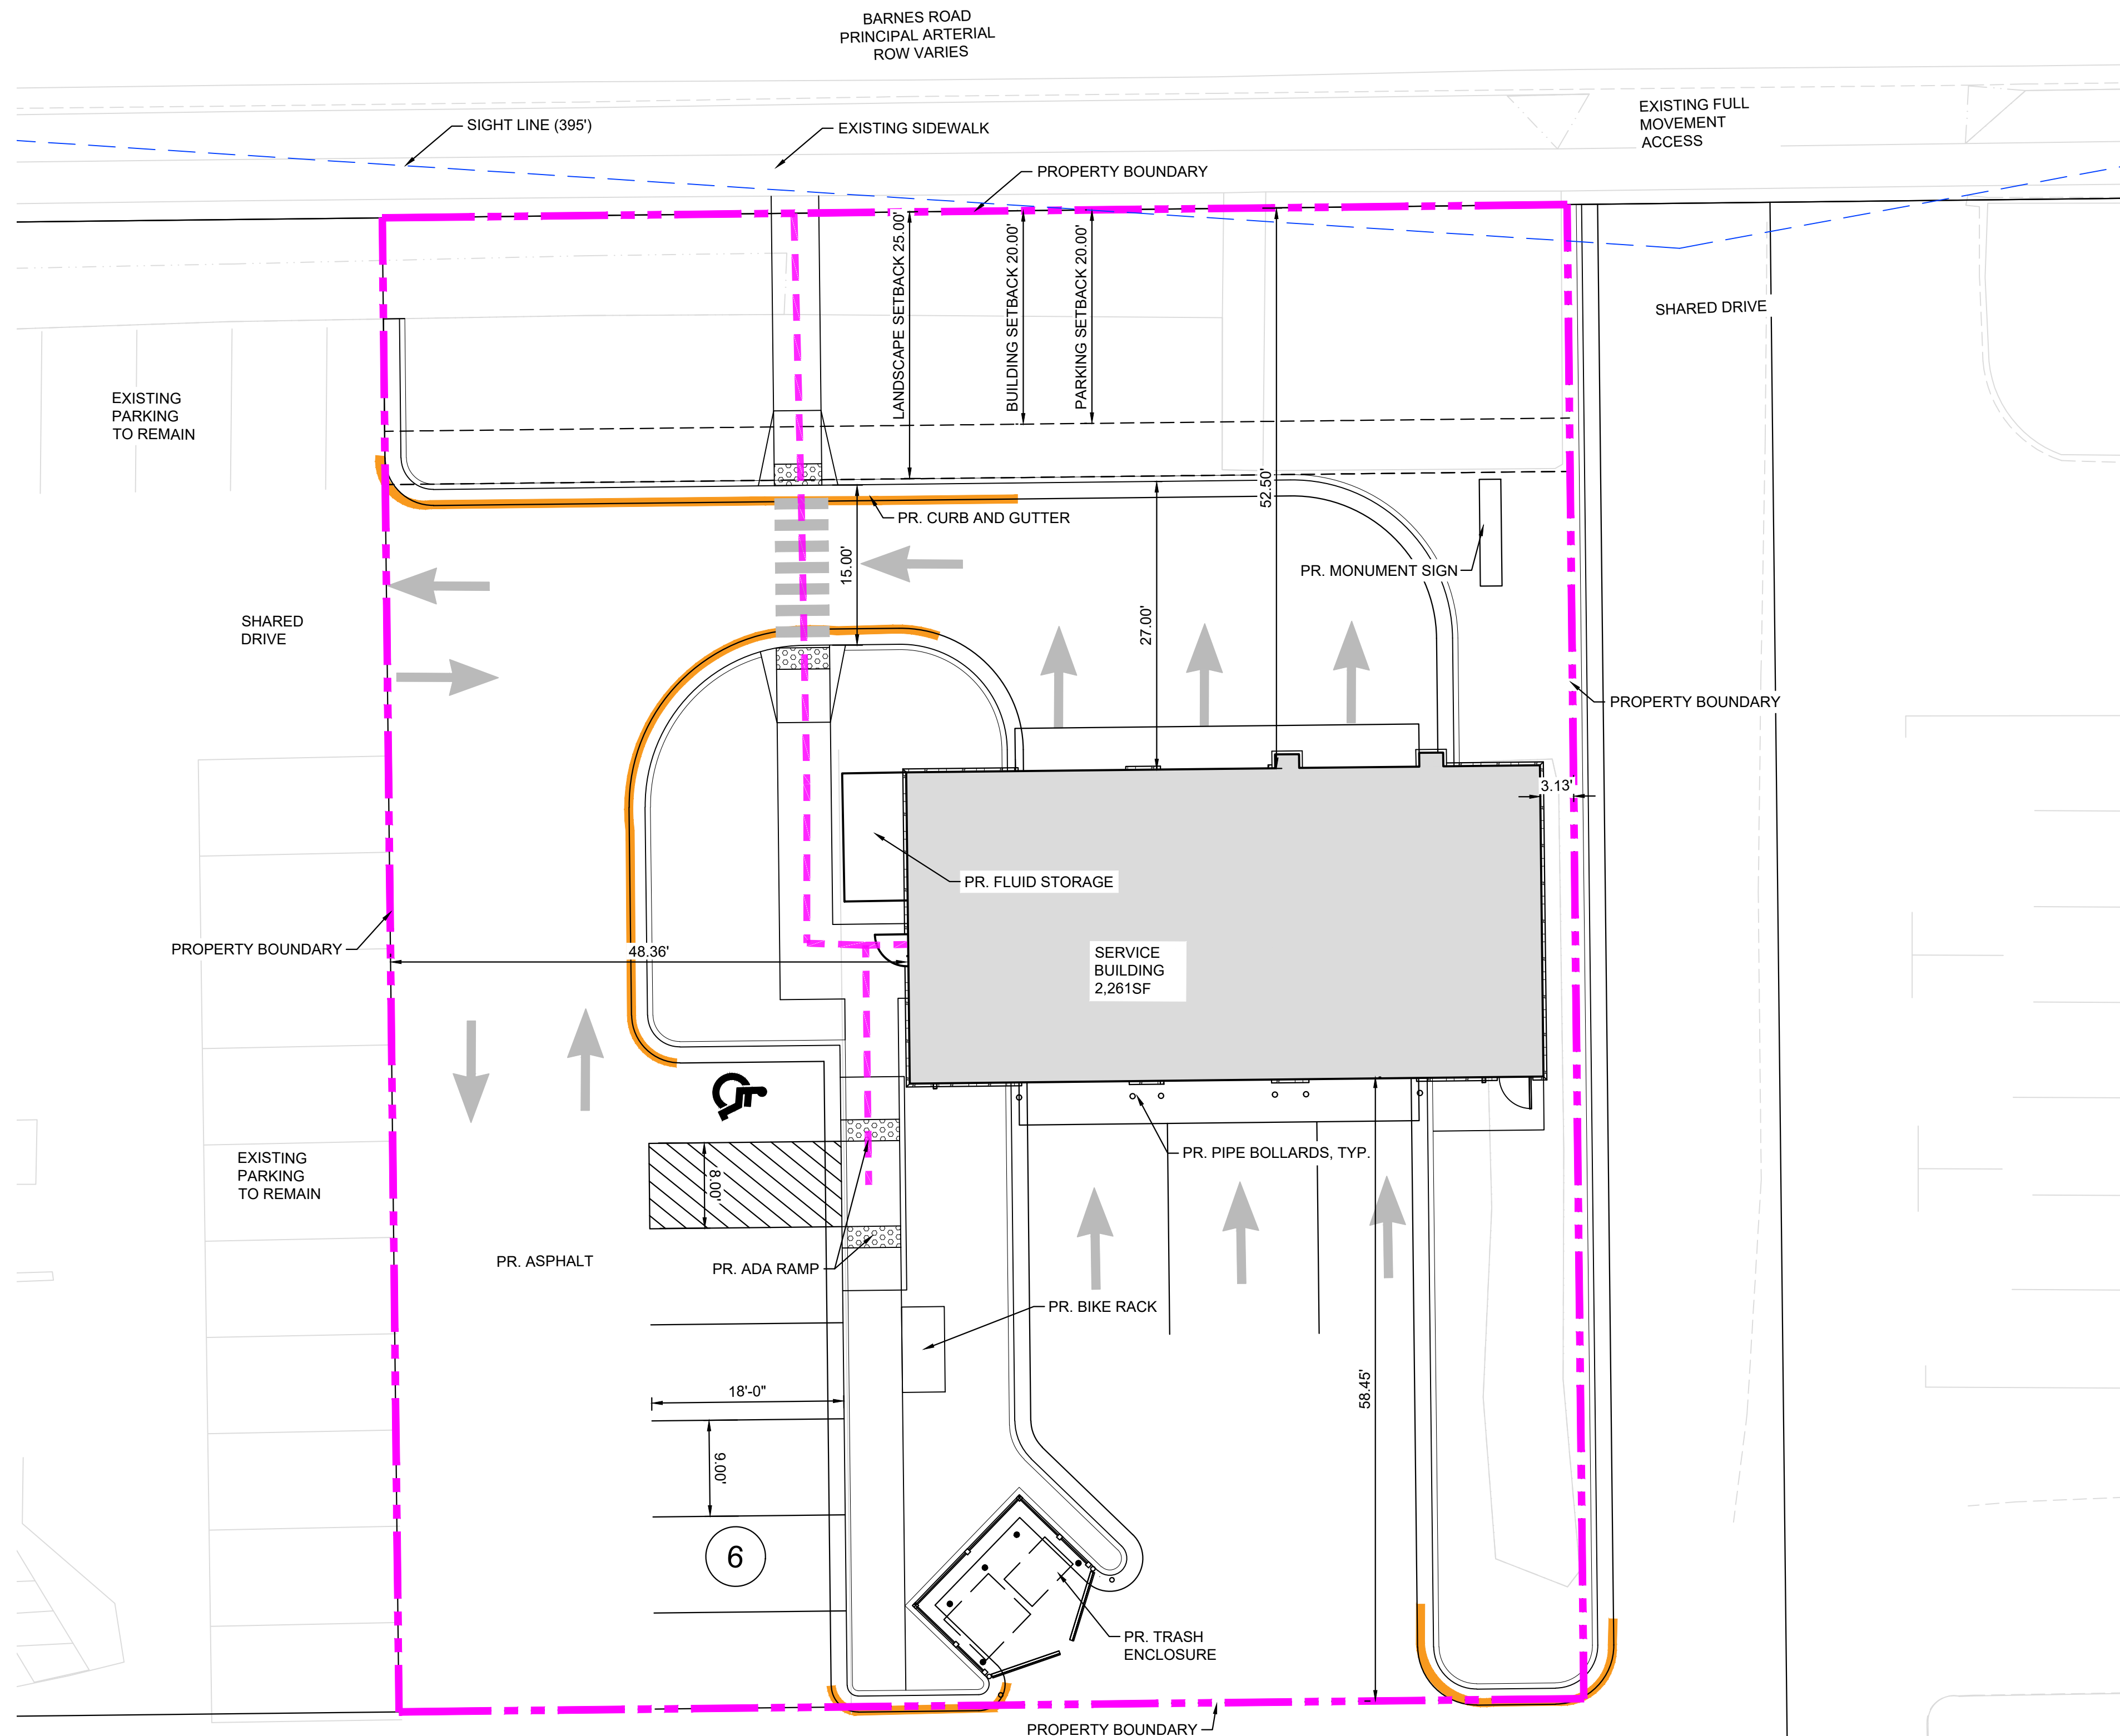 BARNES ROAD
PRINCIPAL ARTERIAL
ROW VARIES
EXISTING FULL
MOVEMENT
ACCESS
SIGHT LINE (395')
EXISTING SIDEWALK
PROPERTY BOUNDARY
LANDSCAPE SETBACK 25.00'
BUILDING SETBACK 20.00'
PARKING SETBACK 20.00'
SHARED DRIVE
EXISTING
PARKING
TO REMAIN
52.50'
PR. CURB AND GUTTER
15.00'
PR. MONUMENT SIGN
27.00'
SHARED
DRIVE
PROPERTY BOUNDARY
3.13'
PR. FLUID STORAGE
PROPERTY BOUNDARY
48.36'
SERVICE
BUILDING
2,261SF
EXISTING
PARKING
TO REMAIN
8.00'
PR. PIPE BOLLARDS, TYP.
PR. ASPHALT
PR. ADA RAMP
PR. BIKE RACK
18'-0"
58.45'
9.00'
6
PR. TRASH
ENCLOSURE
PROPERTY BOUNDARY